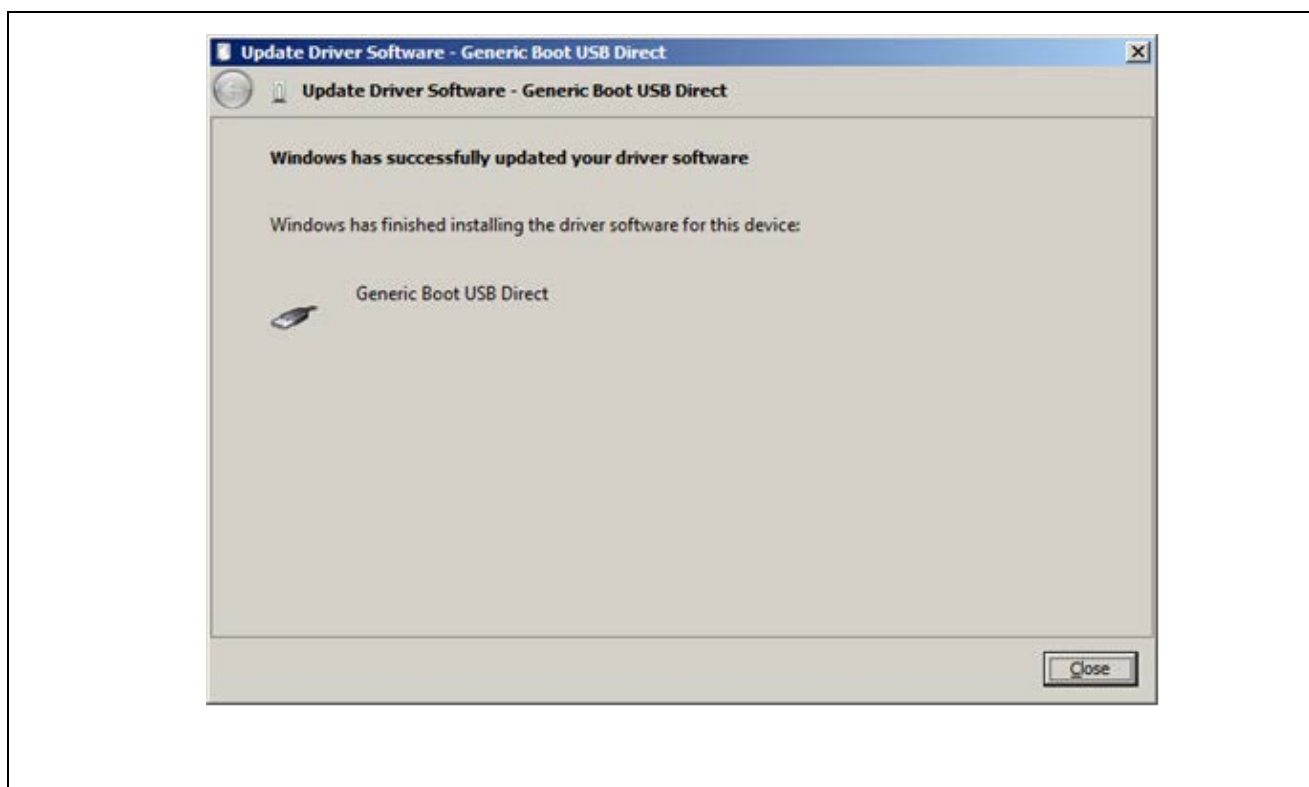 Update Driver Software - Generic Boot USB Direct
Update Driver Software - Generic Boot USB Direct
Windows has successfully updated your driver software
Windows has finished installing the driver software for this device:
Generic Boot USB Direct
Close